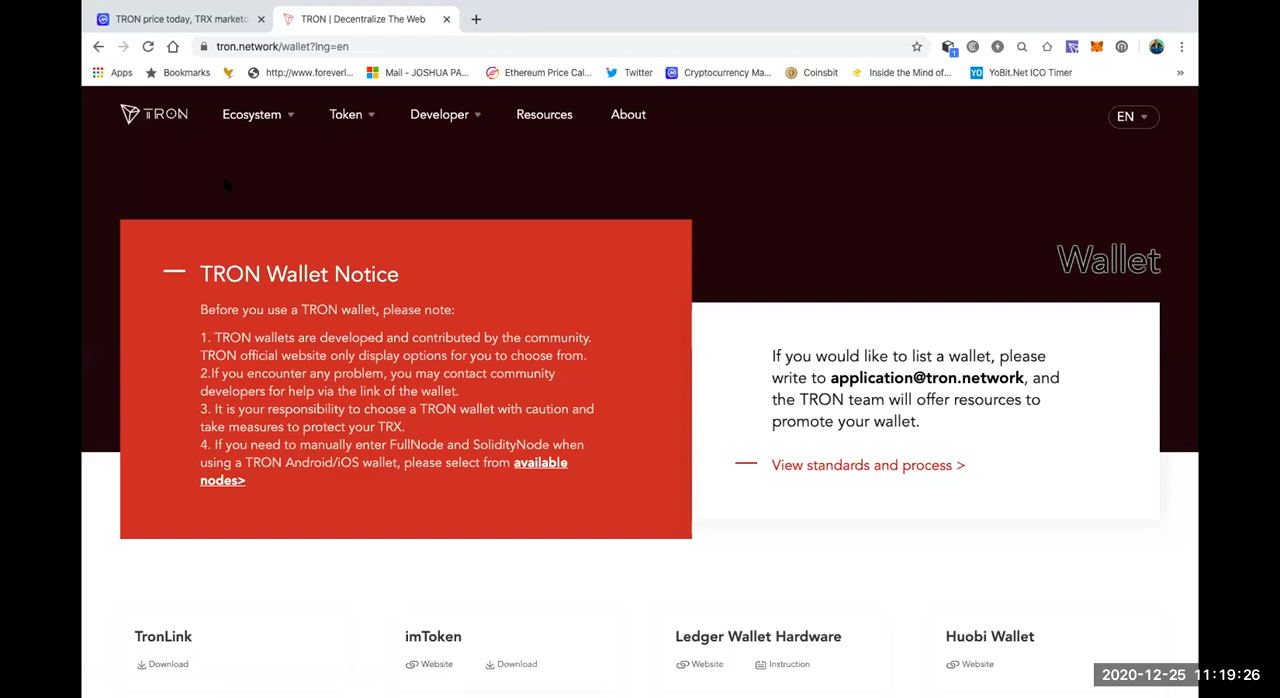 TRON price today, TRX marketc
TRON | Decentralize The Web
tron.network/wallet?lng=en
1
Apps
Bookmarks
http://www.foreverl...
Mail - JOSHUA PA...
Ethereum Price Cal...
Twitter
Cryptocurrency Ma...
Coinsbit
Inside the Mind of...
YO
YoBit.Net ICO Timer
»
TRON
Ecosystem
Token
Developer
Resources
About
EN
Wallet
TRON Wallet Notice
Before you use a TRON wallet, please note:
1. TRON wallets are developed and contributed by the community.
TRON official website only display options for you to choose from.
2.If you encounter any problem, you may contact community
developers for help via the link of the wallet.
3. It is your responsibility to choose a TRON wallet with caution and
take measures to protect your TRX.
4. If you need to manually enter FullNode and SolidityNode when
using a TRON Android/iOS wallet, please select from available
nodes>
If you would like to list a wallet, please
write to application@tron.network, and
the TRON team will offer resources to
promote your wallet.
View standards and process >
TronLink
Download
imToken
Website
Download
Ledger Wallet Hardware
Website
Instruction
Huobi Wallet
Website
2020-12-25 11:19:26